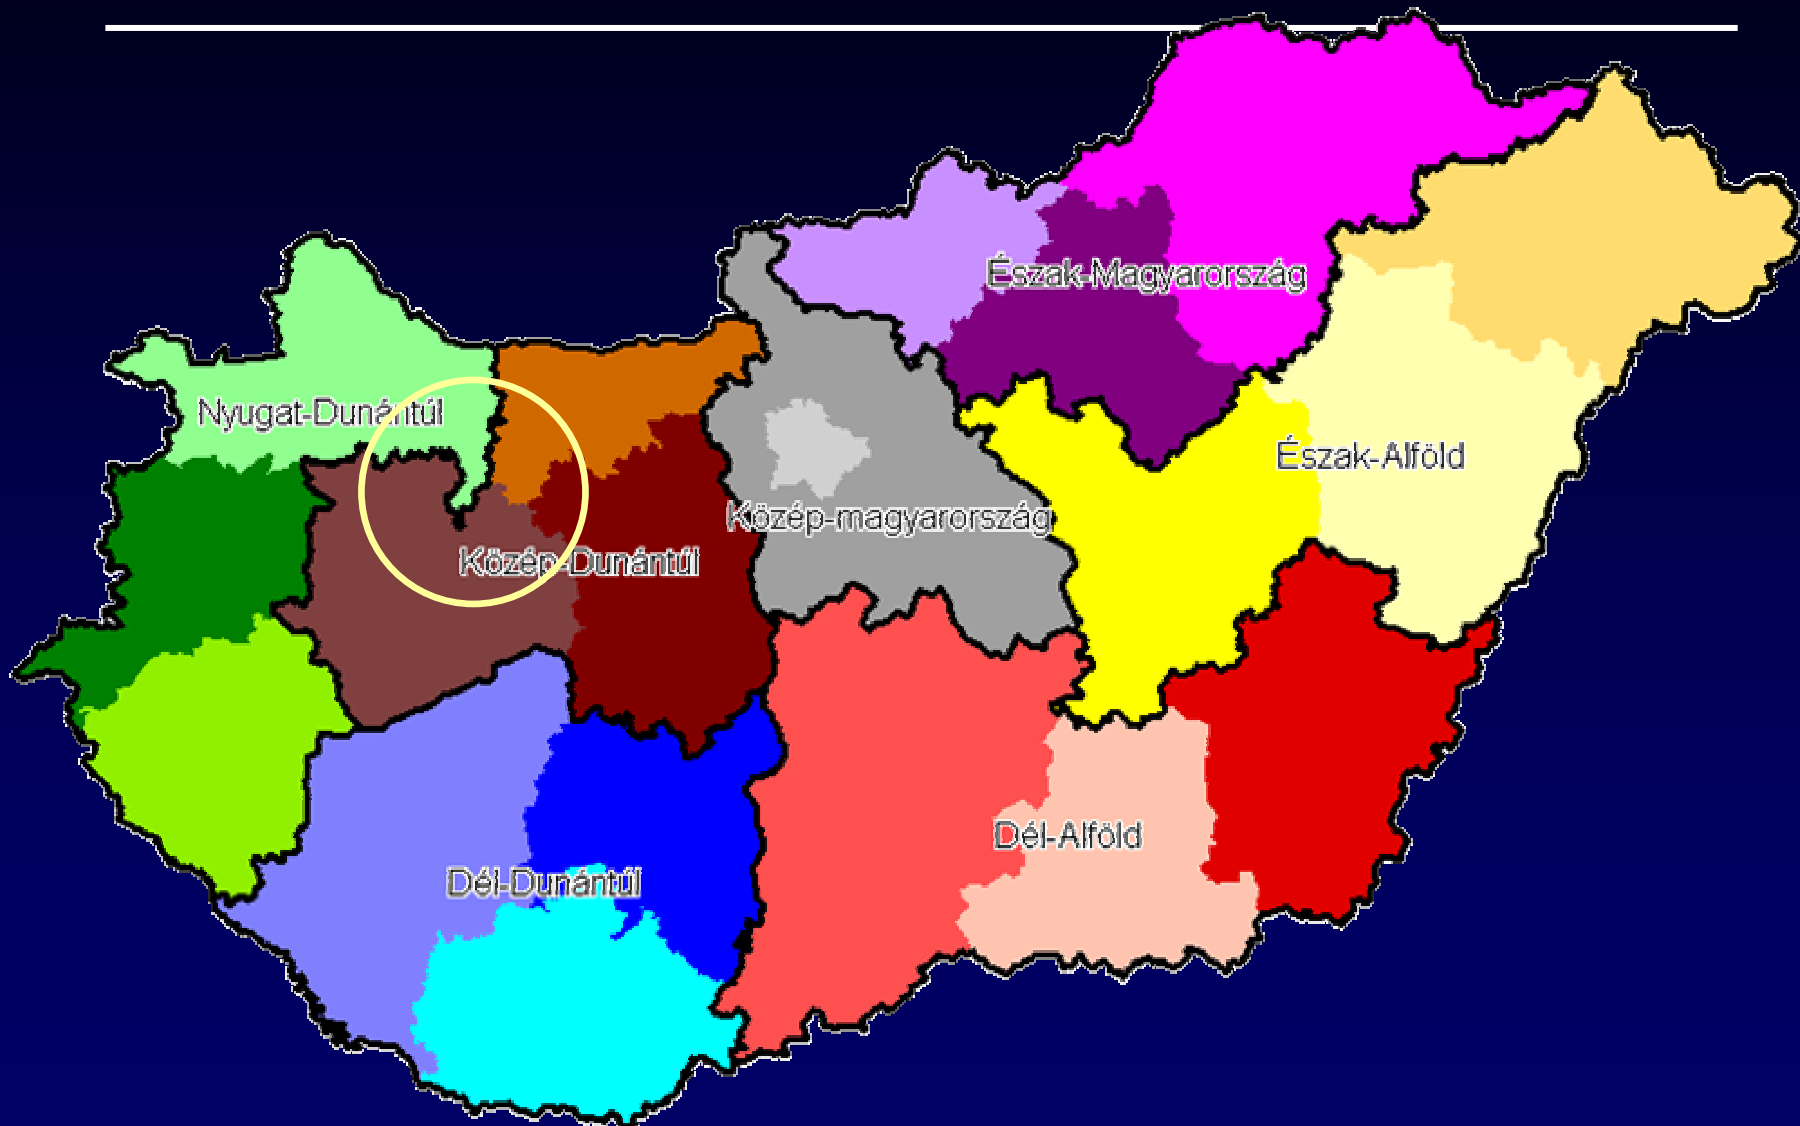 Észak-Magyarország
Nyugat-Dunántúl
Észak-Alföld
Közép-magyarország
Közép-Dunántúl
Dél-Alföld
Dél-Dunántúl